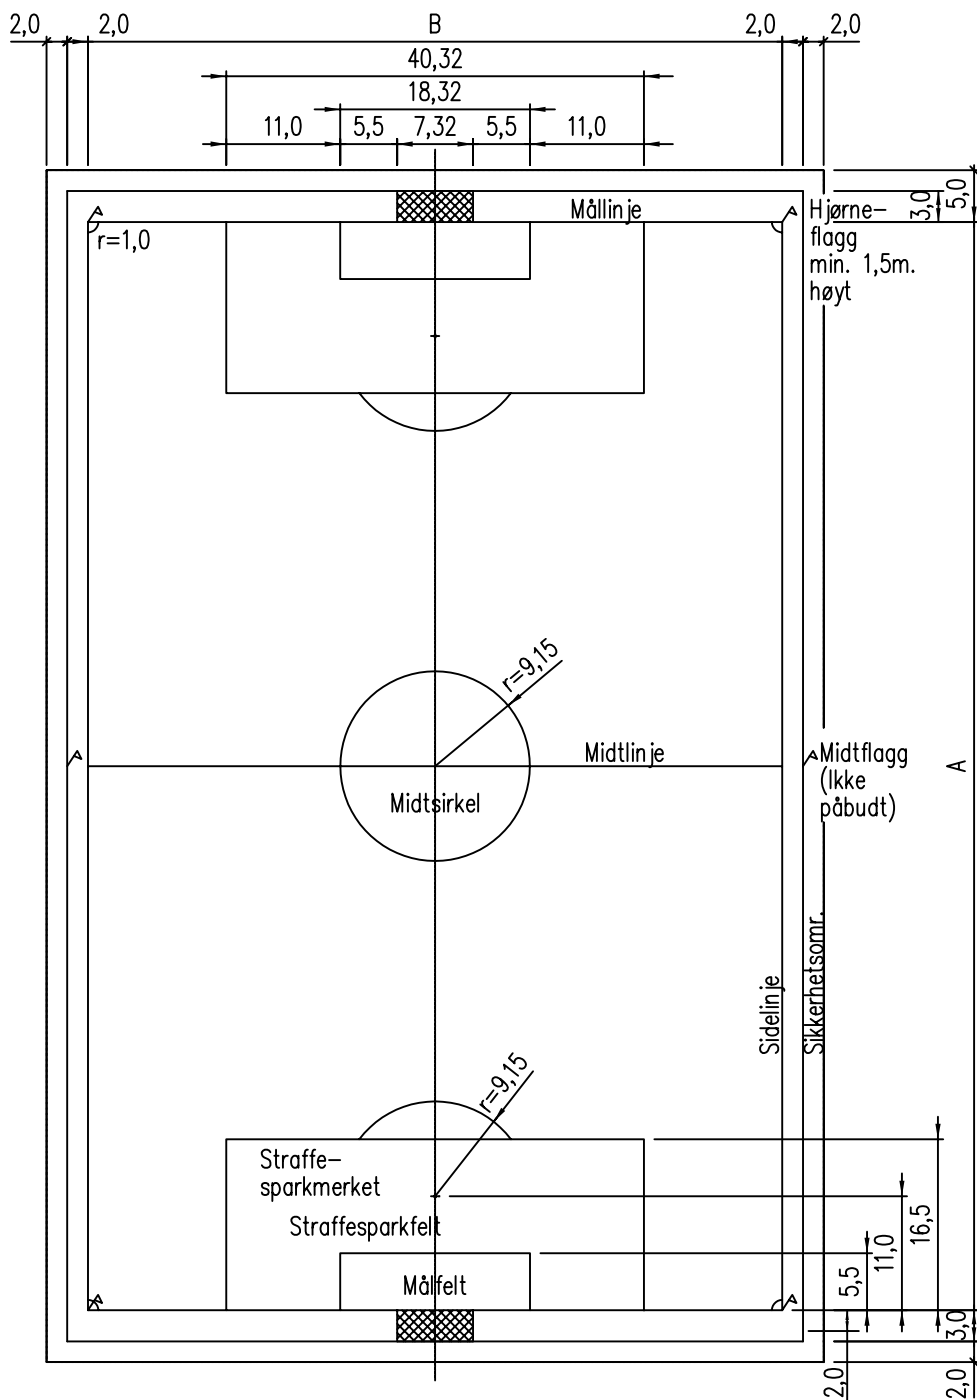 2,0 2,0 B 2,0 2,0
40,32
18,32
11,0 5,5 7,32 5,5 11,0
Mållinje
Hjørne-
flagg
min. 1,5m.
høyt
3,0
5,0
r=1,0
r=9,15
Midtlinje
Midtsirkel
Midtflagg
(Ikke
påbudt)
A
Sidelinje
Sikkerhetsomr.
r=9,15
Straffe-
sparkmerket
Straffesparkfelt
Målfelt
5,5
11,0
16,5
3,0
2,0
2,0